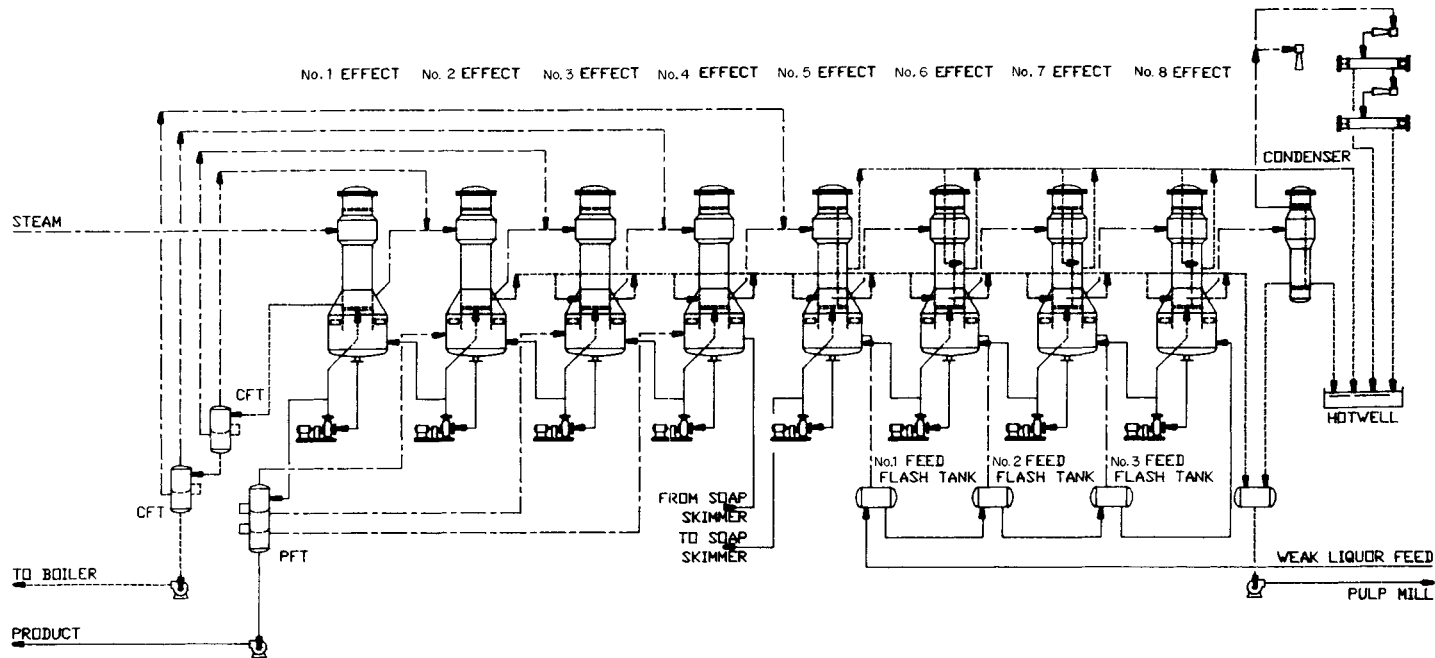 No. 1 EFFECT No. 2 EFFECT No. 3 EFFECT No. 4 EFFECT No. 5 EFFECT No. 6 EFFECT No. 7 EFFECT No. 8 EFFECT
CONDENSER
STEAM
CFT
HOTWELL
No. 1 FEED
FLASH TANK
No. 2 FEED
FLASH TANK
No. 3 FEED
FLASH TANK
CFT
FROM SOAP
SKIMMER
TO SOAP
SKIMMER
PFT
WEAK LIQUOR FEED
TO BOILER
PULP MILL
PRODUCT